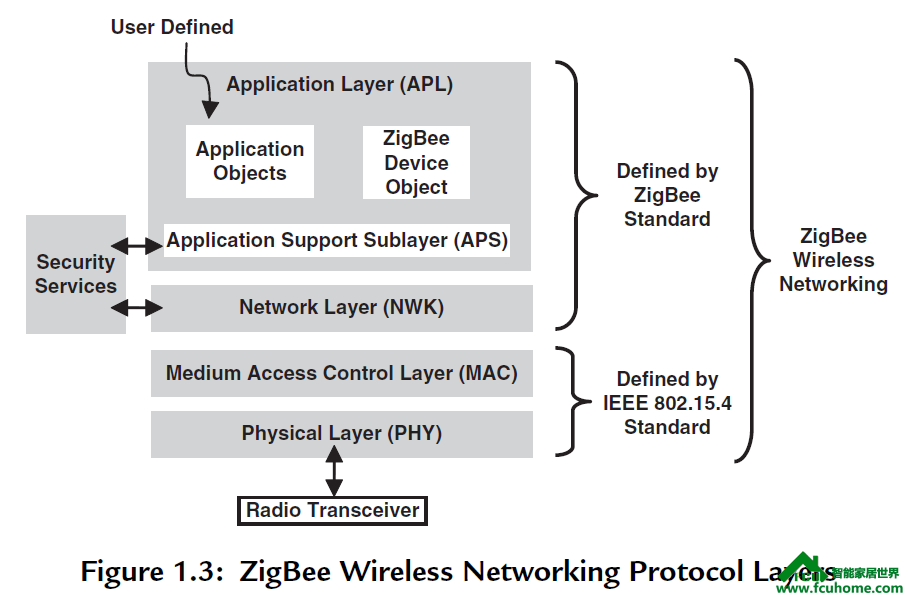 User Defined
Application Layer (APL)
Application
Objects
ZigBee
Device
Object
Application Support Sublayer (APS)
Security
Services
Network Layer (NWK)
Medium Access Control Layer (MAC)
Physical Layer (PHY)
Radio Transceiver
Defined by
ZigBee
Standard
Defined by
IEEE 802.15.4
Standard
ZigBee
Wireless
Networking
Figure 1.3: ZigBee Wireless Networking Protocol Layers
智能家居世界
www.fcuhome.com